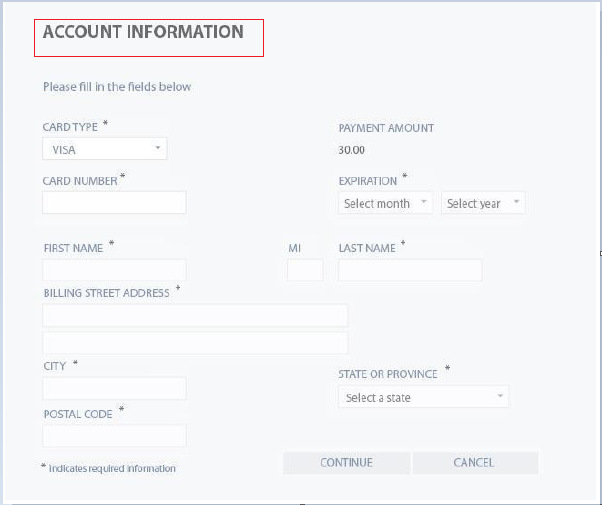 ACCOUNT INFORMATION
Please fill in the fields below
CARD TYPE * PAYMENT AMOUNT
VISA 30.00
CARD NUMBER * EXPIRATION *
Select month Select year
FIRST NAME * MI LAST NAME *
BILLING STREET ADDRESS *
CITY * STATE OR PROVINCE *
Select a state
POSTAL CODE *
* Indicates required information CONTINUE CANCEL